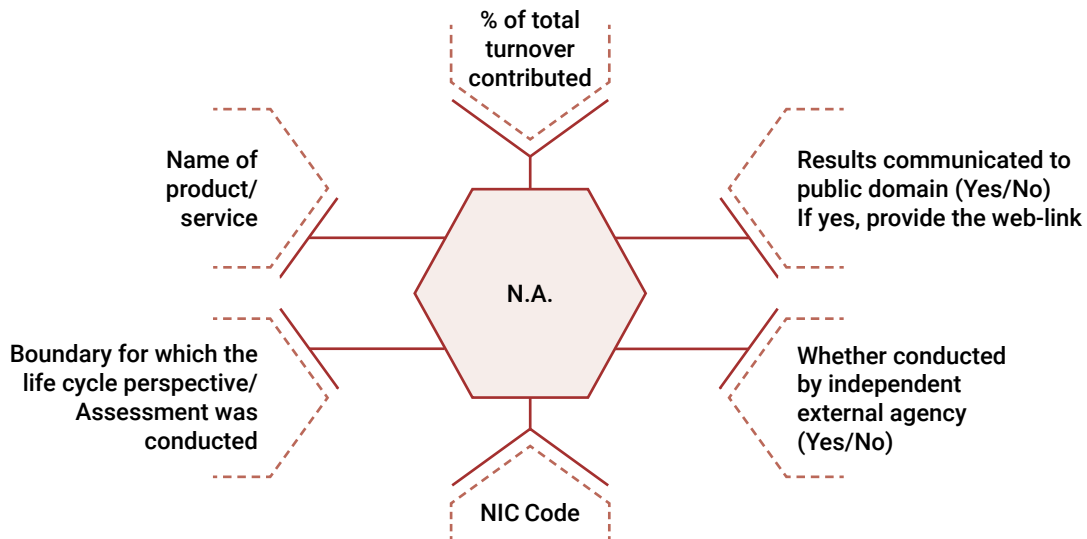 % of total
turnover
contributed
Name of
product/
service
Results communicated to
public domain (Yes/No)
If yes, provide the web-link
N.A.
Boundary for which the
life cycle perspective/
Assessment was
conducted
Whether conducted
by independent
external agency
(Yes/No)
NIC Code